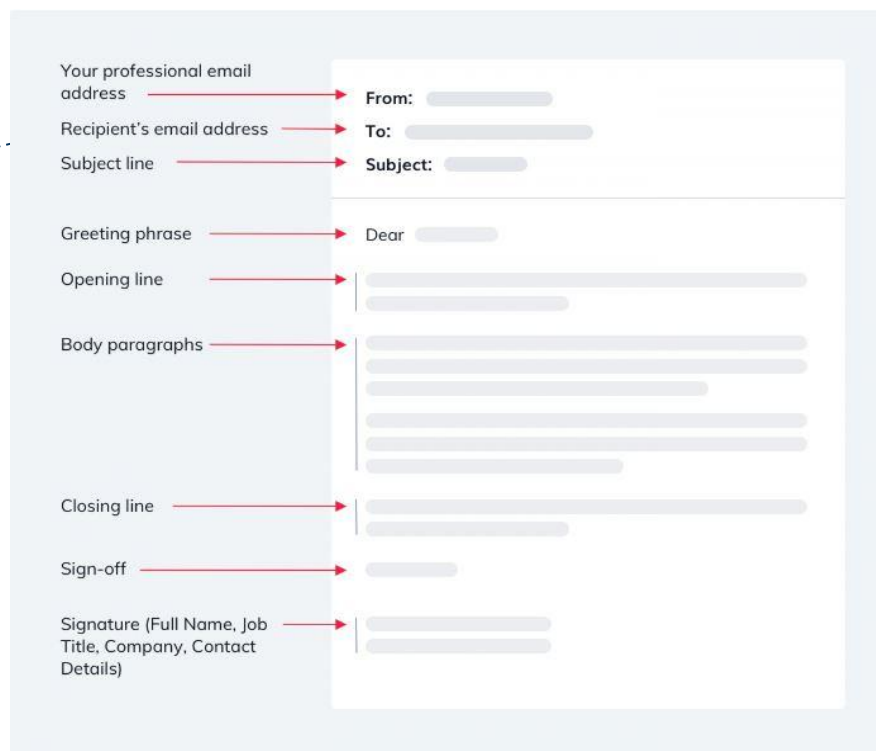 Your professional email
address
From:
Recipient's email address
To:
Subject line
Subject:
Greeting phrase
Dear
Opening line
Body paragraphs
Closing line
Sign-off
Signature (Full Name, Job
Title, Company, Contact
Details)